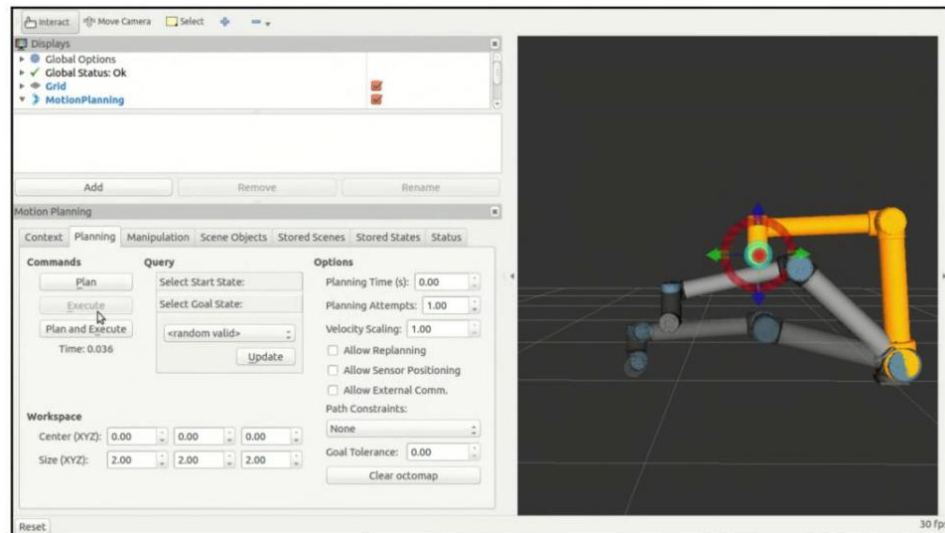 Interact Move Camera Select
Displays
Global Options
Global Status: Ok
Grid
MotionPlanning
Add Remove Rename
Motion Planning
Context Planning Manipulation Scene Objects Stored Scenes Stored States Status
Commands Query Options
Plan Select Start State: Planning Time (s): 0.00
Execute Select Goal State: Planning Attempts: 1.00
Plan and Execute <random valid> Velocity Scaling: 1.00
Time: 0.036 Update Allow Replanning
Allow Sensor Positioning
Allow External Comm.
Path Constraints:
Workspace
None
Center (XYZ): 0.00 0.00 0.00
Goal Tolerance: 0.00
Size (XYZ): 2.00 2.00 2.00
Clear octomap
Reset 30 fps